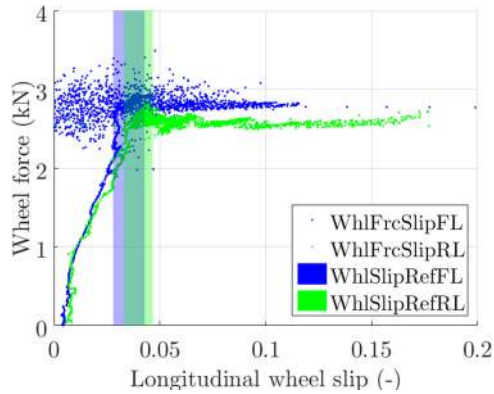 4
3
2
1
0
Wheel force (kN)
WhlFrcSlipFL
WhlFrcSlipRL
WhlSlipRefFL
WhlSlipRefRL
0 0.05 0.1 0.15 0.2
Longitudinal wheel slip (-)